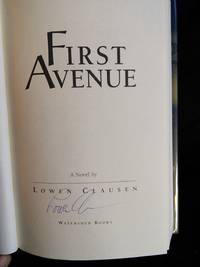 FIRST
AVENUE
A Novel by
LOWEN CLAUSEN
WATERSHED BOOKS